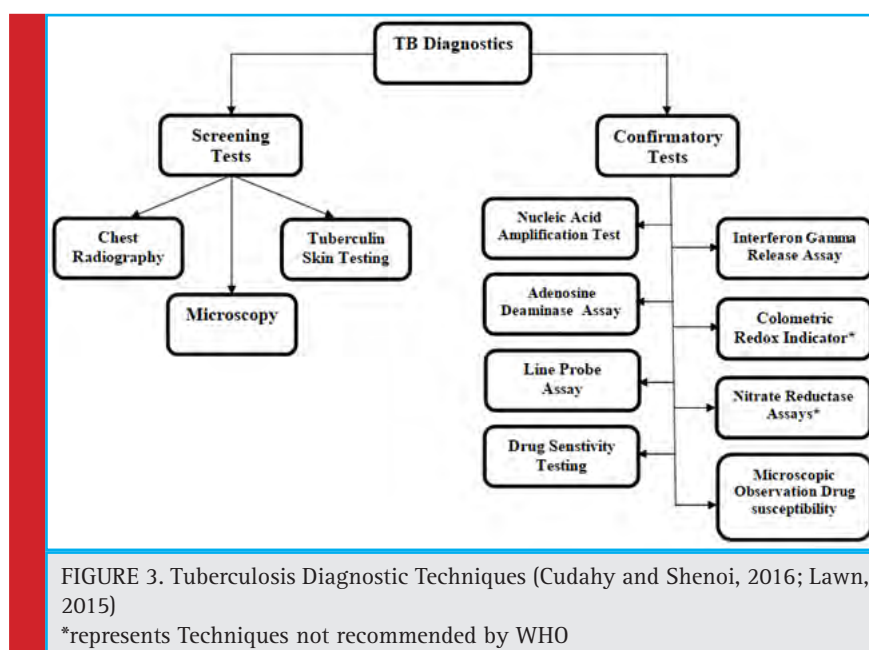 TB Diagnostics
Screening
Tests
Confirmatory
Tests
Chest
Radiography
Tuberculin
Skin Testing
Microscopy
Nucleic Acid
Amplification Test
Interferon Gamma
Release Assay
Adenosine
Deaminase Assay
Colometric
Redox Indicator*
Line Probe
Assay
Nitrate Reductase
Assays*
Drug Senstivity
Testing
Microscopic
Observation Drug
susceptibility
FIGURE 3. Tuberculosis Diagnostic Techniques (Cudahy and Shenoi, 2016; Lawn,
2015)
*represents Techniques not recommended by WHO